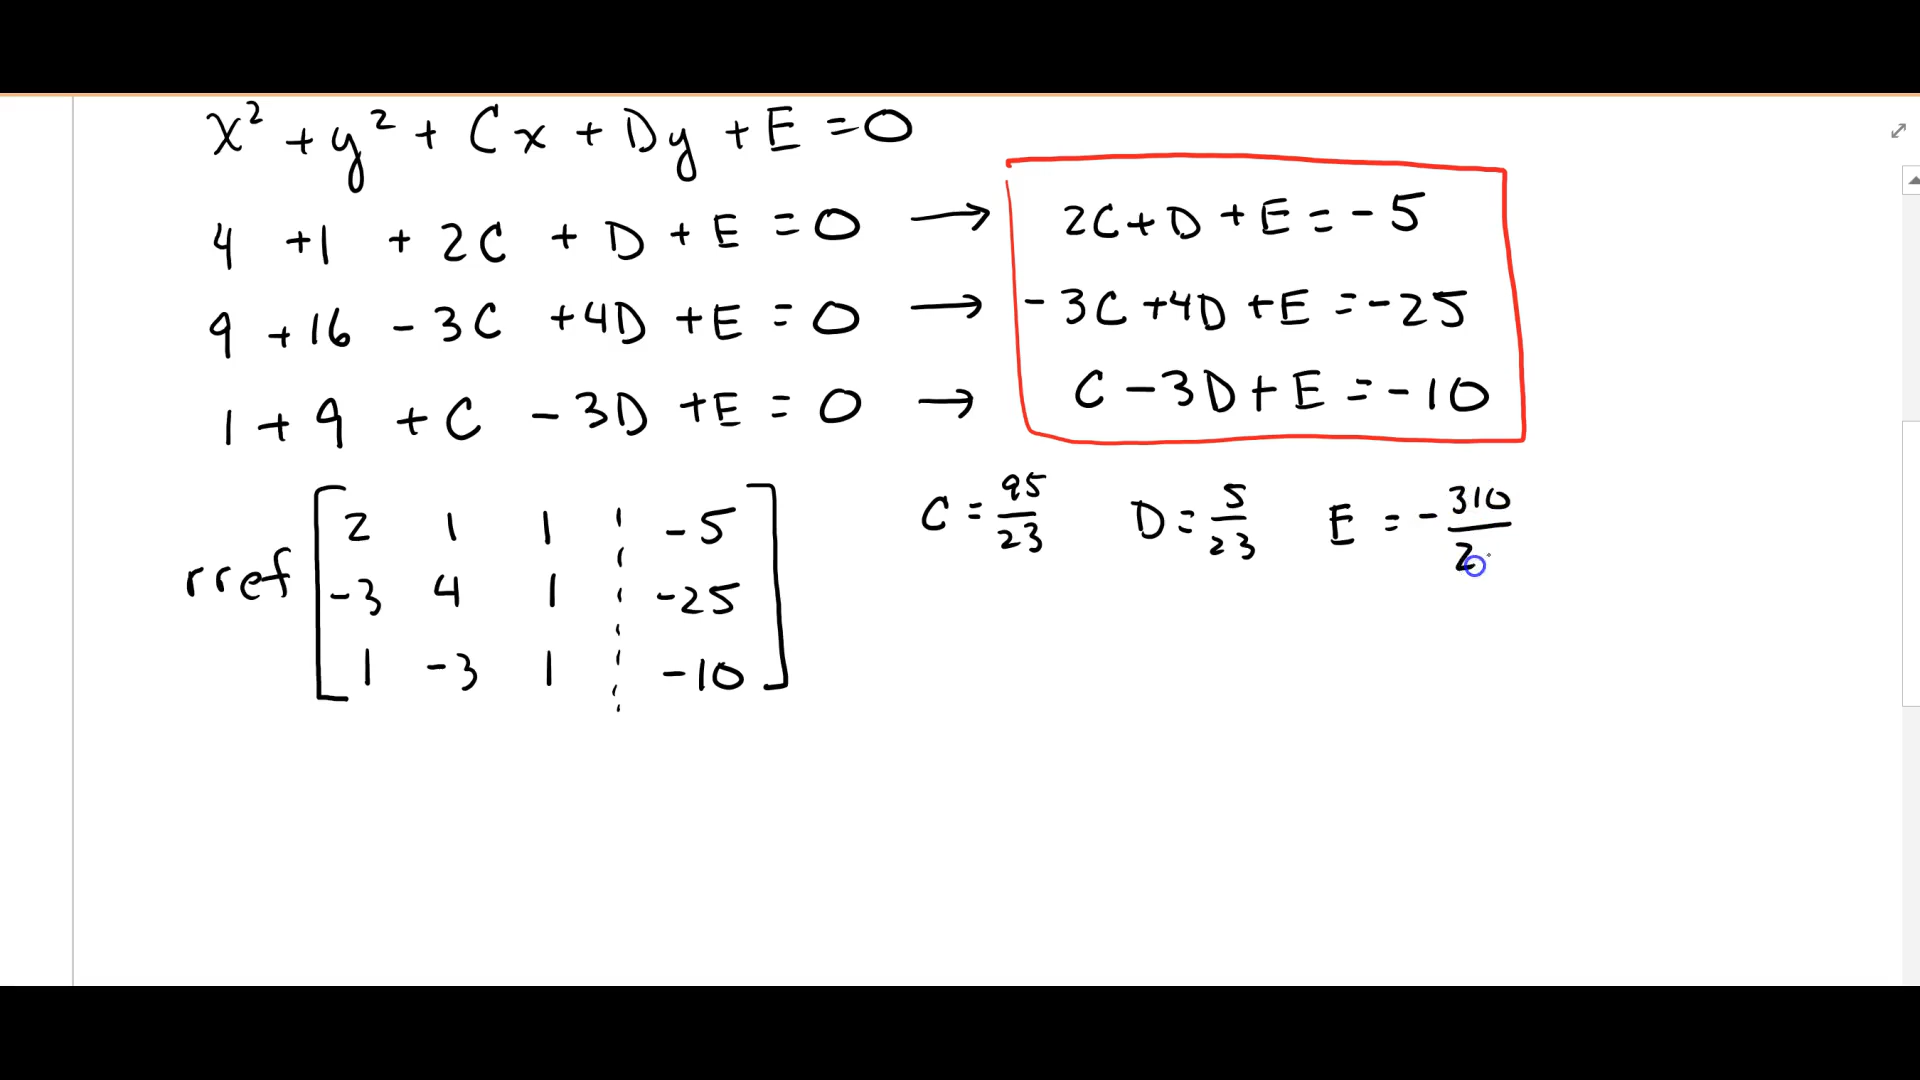 x² + y² + Cx + Dy + E = 0
4 + 1 + 2C + D + E = 0 → 2C + D + E = -5
9 + 16 - 3C + 4D + E = 0 → -3C + 4D + E = -25
1 + 9 + C - 3D + E = 0 → C - 3D + E = -10
rref [2 1 1 ¦ -5
-3 4 1 ¦ -25
1 -3 1 ¦ -10]
C = 95/23 D = 5/23 E = -310/2